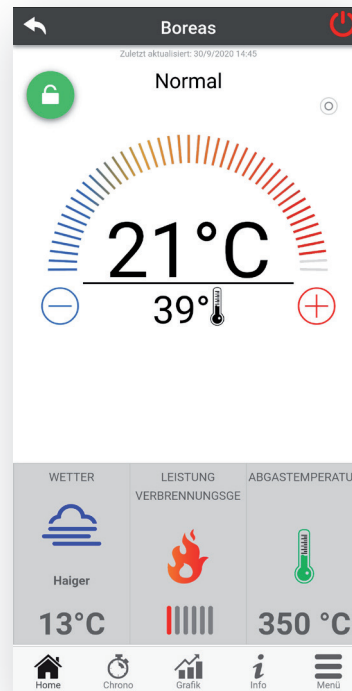 Boreas
Zuletzt aktualisiert: 30/9/2020 14:45
Normal
21°C
39°
WETTER
LEISTUNG
VERBRENNUNGSGE
ABGASTEMPERATU
Haiger
13°C
350 °C
Home
Chrono
Grafik
Info
Menü